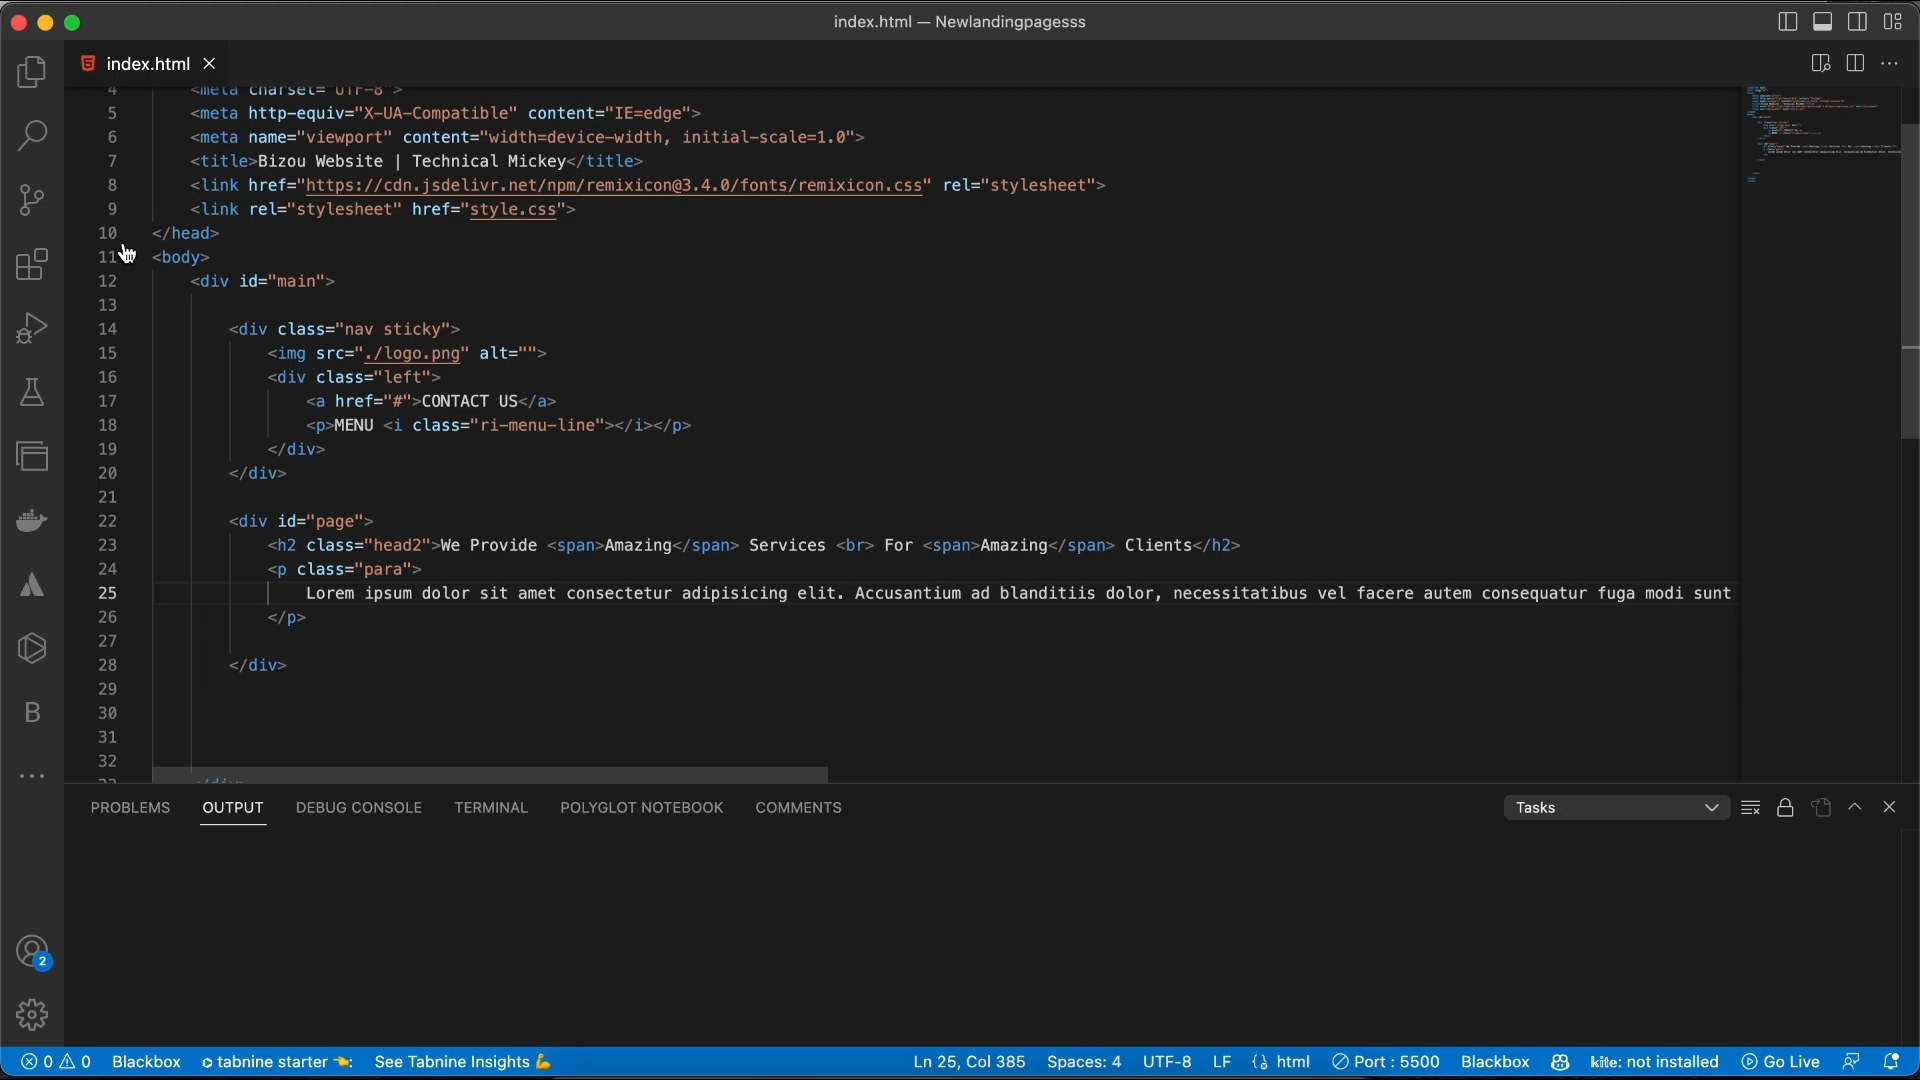 index.html — Newlandingpagesss
index.html
4 <meta charset="UTF-8">
5 <meta http-equiv="X-UA-Compatible" content="IE=edge">
6 <meta name="viewport" content="width=device-width, initial-scale=1.0">
7 <title>Bizou Website | Technical Mickey</title>
8 <link href="https://cdn.jsdelivr.net/npm/remixicon@3.4.0/fonts/remixicon.css" rel="stylesheet">
9 <link rel="stylesheet" href="style.css">
10 </head>
11 <body>
12 <div id="main">
13
14 <div class="nav sticky">
15 <img src="./logo.png" alt="">
16 <div class="left">
17 <a href="#">CONTACT US</a>
18 <p>MENU <i class="ri-menu-line"></i></p>
19 </div>
20 </div>
21
22 <div id="page">
23 <h2 class="head2">We Provide <span>Amazing</span> Services <br> For <span>Amazing</span> Clients</h2>
24 <p class="para">
25 Lorem ipsum dolor sit amet consectetur adipisicing elit. Accusantium ad blanditiis dolor, necessitatibus vel facere autem consequatur fuga modi sunt
26 </p>
27
28 </div>
29
30
31
32
33 </div>
B
PROBLEMS OUTPUT DEBUG CONSOLE TERMINAL POLYGLOT NOTEBOOK COMMENTS Tasks
2
0 0 Blackbox tabnine starter See Tabnine Insights Ln 25, Col 385 Spaces: 4 UTF-8 LF html Port : 5500 Blackbox kite: not installed Go Live